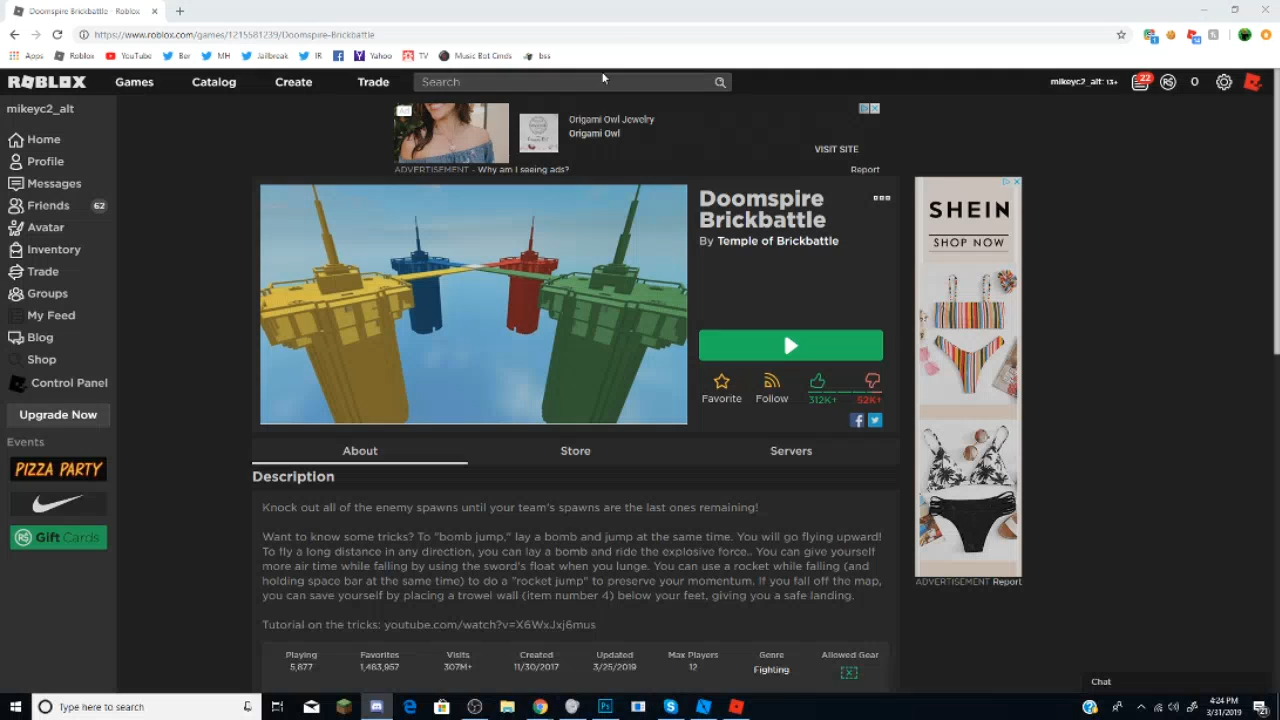 Doomspire Brickbattle - Roblox
https://www.roblox.com/games/1215581239/Doomspire-Brickbattle
Apps Roblox YouTube Ber MH Jailbreak IR Yahoo TV Music Bot Cmds bss
ROBLOX Games Catalog Create Trade Search mikeyc2_alt: 13+ 22 0
mikeyc2_alt
Home
Profile
Messages
Friends 62
Avatar
Inventory
Trade
Groups
My Feed
Blog
Shop
Control Panel
Upgrade Now
Events
PIZZA PARTY
Gift Cards
Ad
Origami Owl Jewelry
Origami Owl
VISIT SITE
ADVERTISEMENT - Why am I seeing ads? Report
Doomspire
Brickbattle
By Temple of Brickbattle
Favorite Follow 312K+ 52K+
About Store Servers
Description
Knock out all of the enemy spawns until your team's spawns are the last ones remaining!
Want to know some tricks? To "bomb jump," lay a bomb and jump at the same time. You will go flying upward!
To fly a long distance in any direction, you can lay a bomb and ride the explosive force.. You can give yourself
more air time while falling by using the sword's float when you lunge. You can use a rocket while falling (and
holding space bar at the same time) to do a "rocket jump" to preserve your momentum. If you fall off the map,
you can save yourself by placing a trowel wall (item number 4) below your feet, giving you a safe landing.
Tutorial on the tricks: youtube.com/watch?v=X6WxJxj6mus
Playing Favorites Visits Created Updated Max Players Genre Allowed Gear
5,877 1,483,957 307M+ 11/30/2017 3/25/2019 12 Fighting
SHEIN
SHOP NOW
ADVERTISEMENT Report
Chat
Type here to search
4:24 PM
3/31/2019